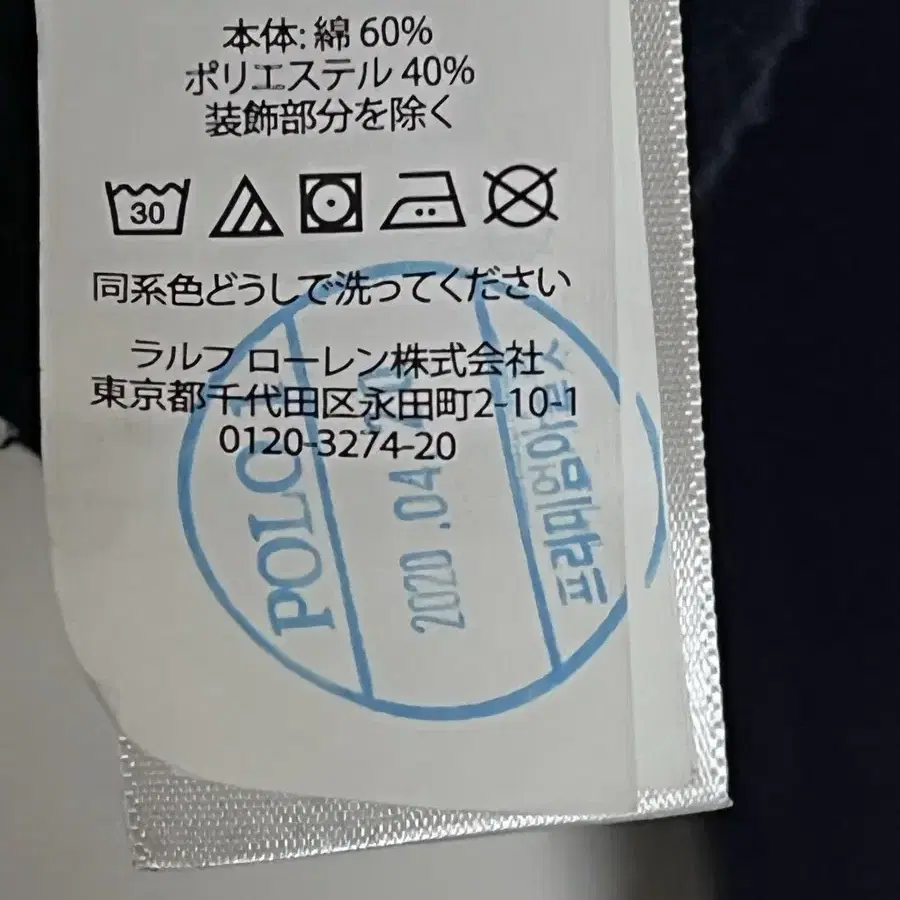 本体: 綿 60%
ポリエステル 40%
装飾部分を除く
30
同系色どうしで洗ってください
ラルフ ローレン株式会社
東京都千代田区永田町2-10-1
0120-3274-20
2020 .04